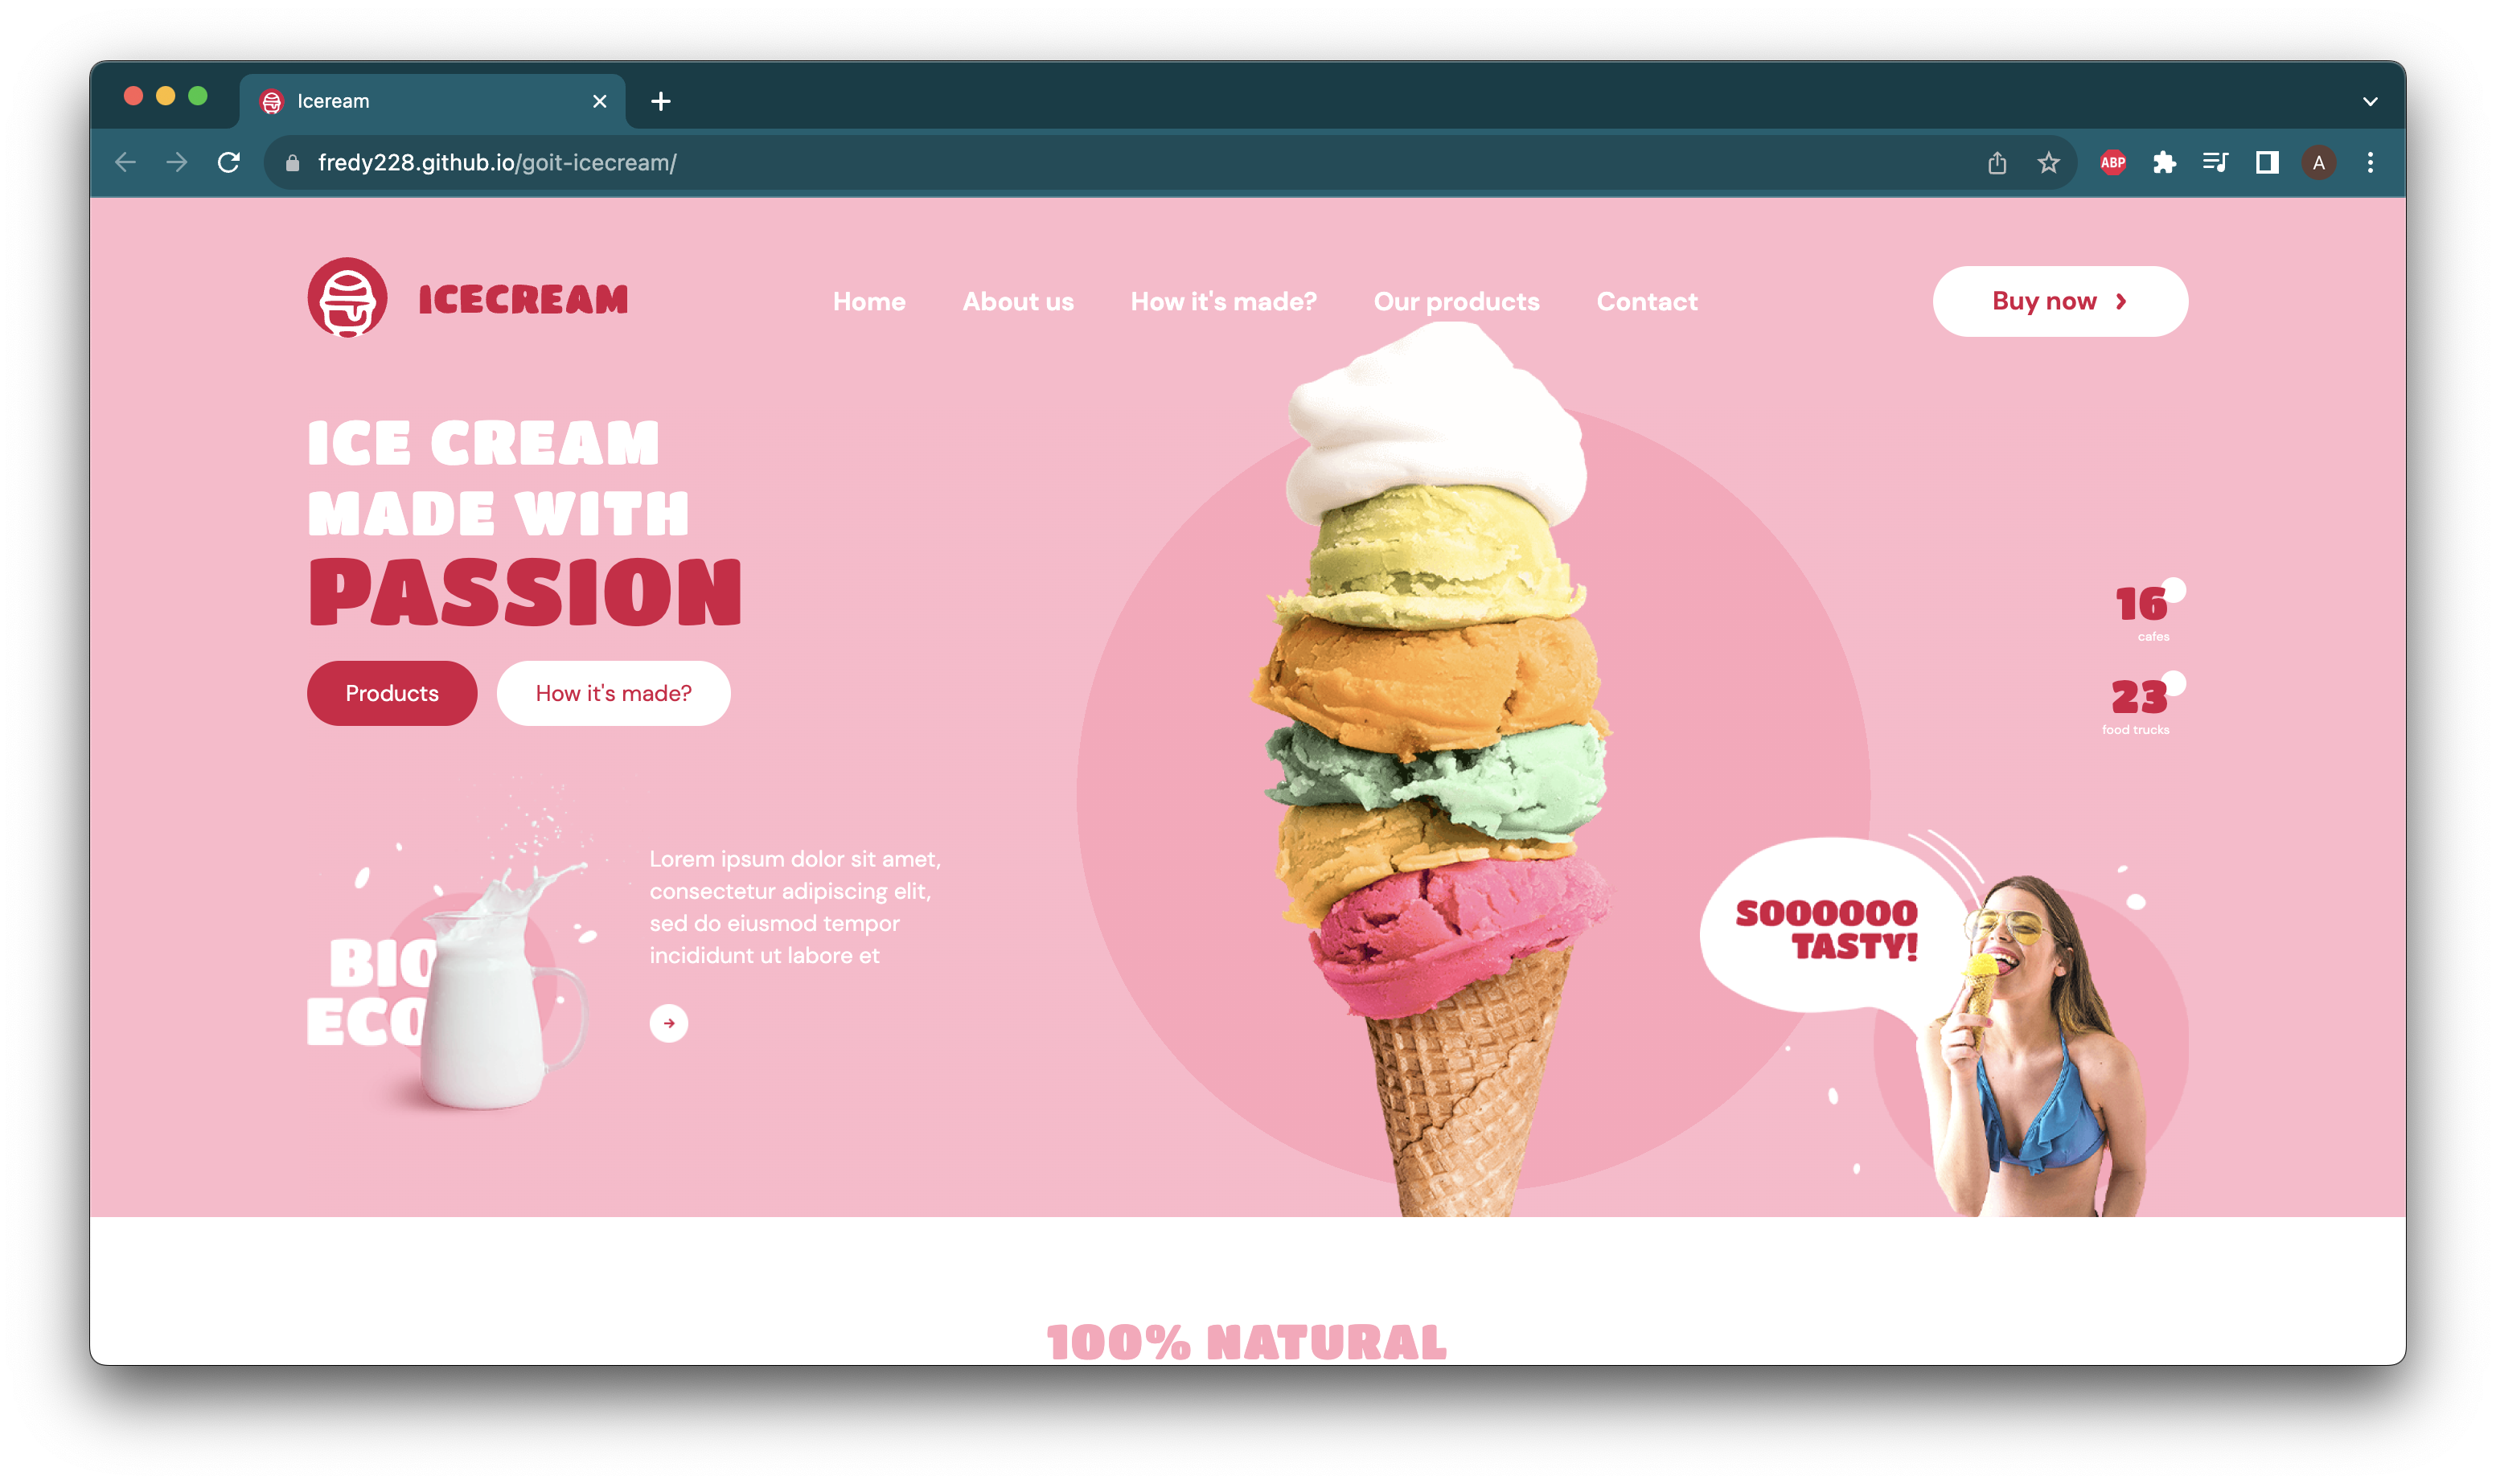 Iceream
fredy228.github.io/goit-icecream/
ABP
A
ICECREAM
Home
About us
How it's made?
Our products
Contact
Buy now
ICE CREAM
MADE WITH
PASSION
Products
How it's made?
16
cafes
23
food trucks
BIO
ECO
Lorem ipsum dolor sit amet,
consectetur adipiscing elit,
sed do eiusmod tempor
incididunt ut labore et
SOOOOOO
TASTY!
100% NATURAL